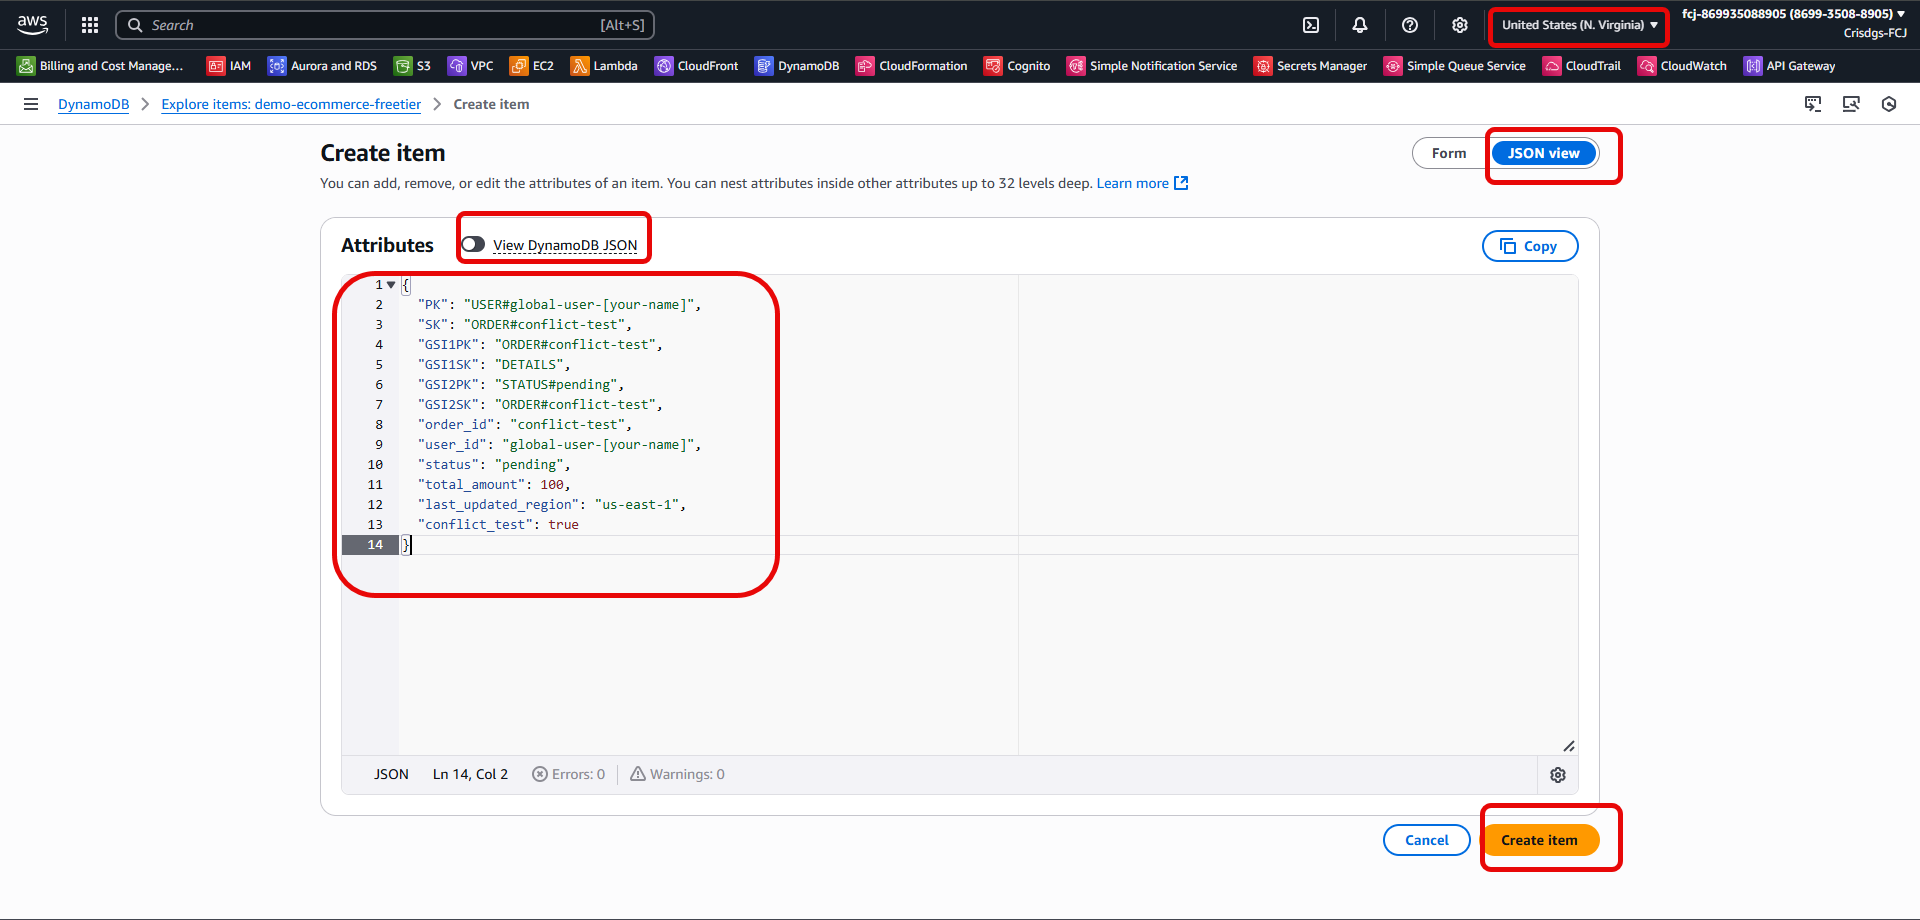 aws
Search
[Alt+S]
United States (N. Virginia)
fcj-869935088905 (8699-3508-8905)
Crisdgs-FCJ
Billing and Cost Manage... IAM Aurora and RDS S3 VPC EC2 Lambda CloudFront DynamoDB CloudFormation Cognito Simple Notification Service Secrets Manager Simple Queue Service CloudTrail CloudWatch API Gateway
DynamoDB > Explore items: demo-ecommerce-freetier > Create item
Create item
Form JSON view
You can add, remove, or edit the attributes of an item. You can nest attributes inside other attributes up to 32 levels deep. Learn more
Attributes View DynamoDB JSON Copy
1 {
2 "PK": "USER#global-user-[your-name]",
3 "SK": "ORDER#conflict-test",
4 "GSI1PK": "ORDER#conflict-test",
5 "GSI1SK": "DETAILS",
6 "GSI2PK": "STATUS#pending",
7 "GSI2SK": "ORDER#conflict-test",
8 "order_id": "conflict-test",
9 "user_id": "global-user-[your-name]",
10 "status": "pending",
11 "total_amount": 100,
12 "last_updated_region": "us-east-1",
13 "conflict_test": true
14 }
JSON Ln 14, Col 2 Errors: 0 Warnings: 0
Cancel Create item